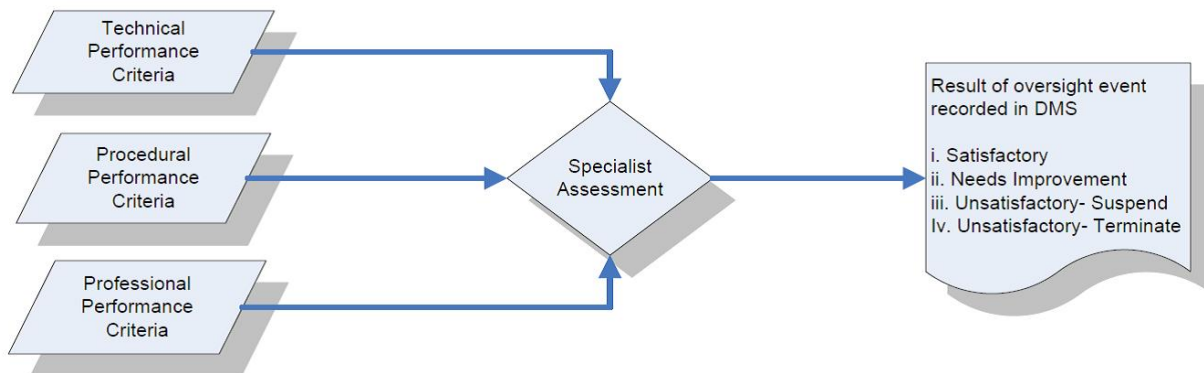 Technical
Performance
Criteria
Procedural
Performance
Criteria
Professional
Performance
Criteria
Specialist
Assessment
Result of oversight event
recorded in DMS
i. Satisfactory
ii. Needs Improvement
iii. Unsatisfactory- Suspend
Iv. Unsatisfactory- Terminate